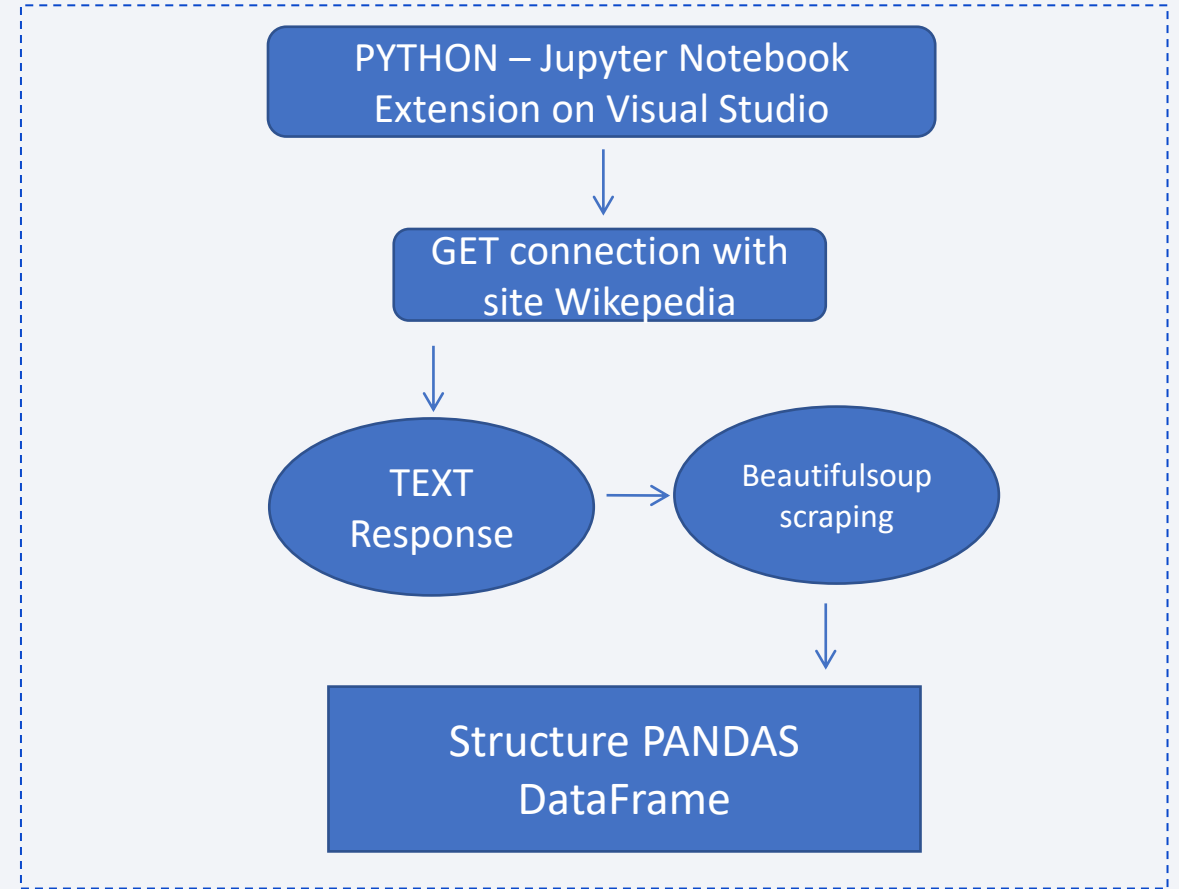 PYTHON – Jupyter Notebook
Extension on Visual Studio
GET connection with
site Wikepedia
TEXT
Response
Beautifulsoup
scraping
Structure PANDAS
DataFrame